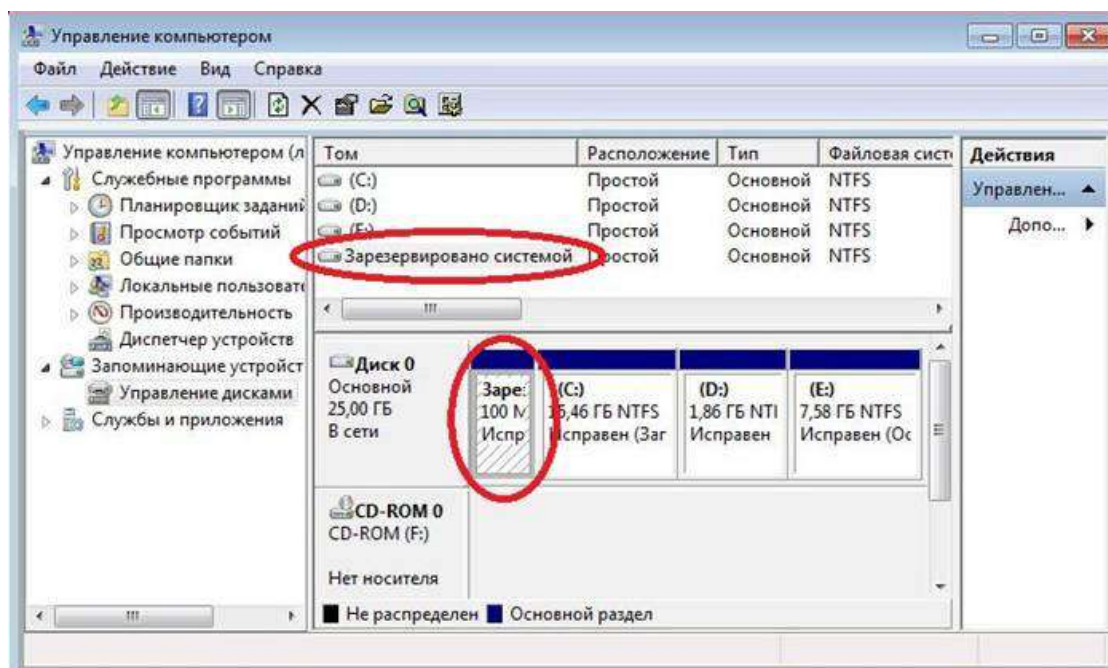 Управление компьютером
Файл Действие Вид Справка
Управление компьютером (л
Служебные программы
Планировщик заданий
Просмотр событий
Общие папки
Локальные пользовате
Производительность
Диспетчер устройств
Запоминающие устройст
Управление дисками
Службы и приложения
Том Расположение Тип Файловая систе
(C:) Простой Основной NTFS
(D:) Простой Основной NTFS
(E:) Простой Основной NTFS
Зарезервировано системой Простой Основной NTFS
Диск 0
Основной
25,00 ГБ
В сети
Заре:
100 М
Испр
(C:)
15,46 ГБ NTFS
Исправен (Заг
(D:)
1,86 ГБ NTI
Исправен
(E:)
7,58 ГБ NTFS
Исправен (Ос
CD-ROM 0
CD-ROM (F:)
Нет носителя
Не распределен Основной раздел
Действия
Управлен...
Допо...